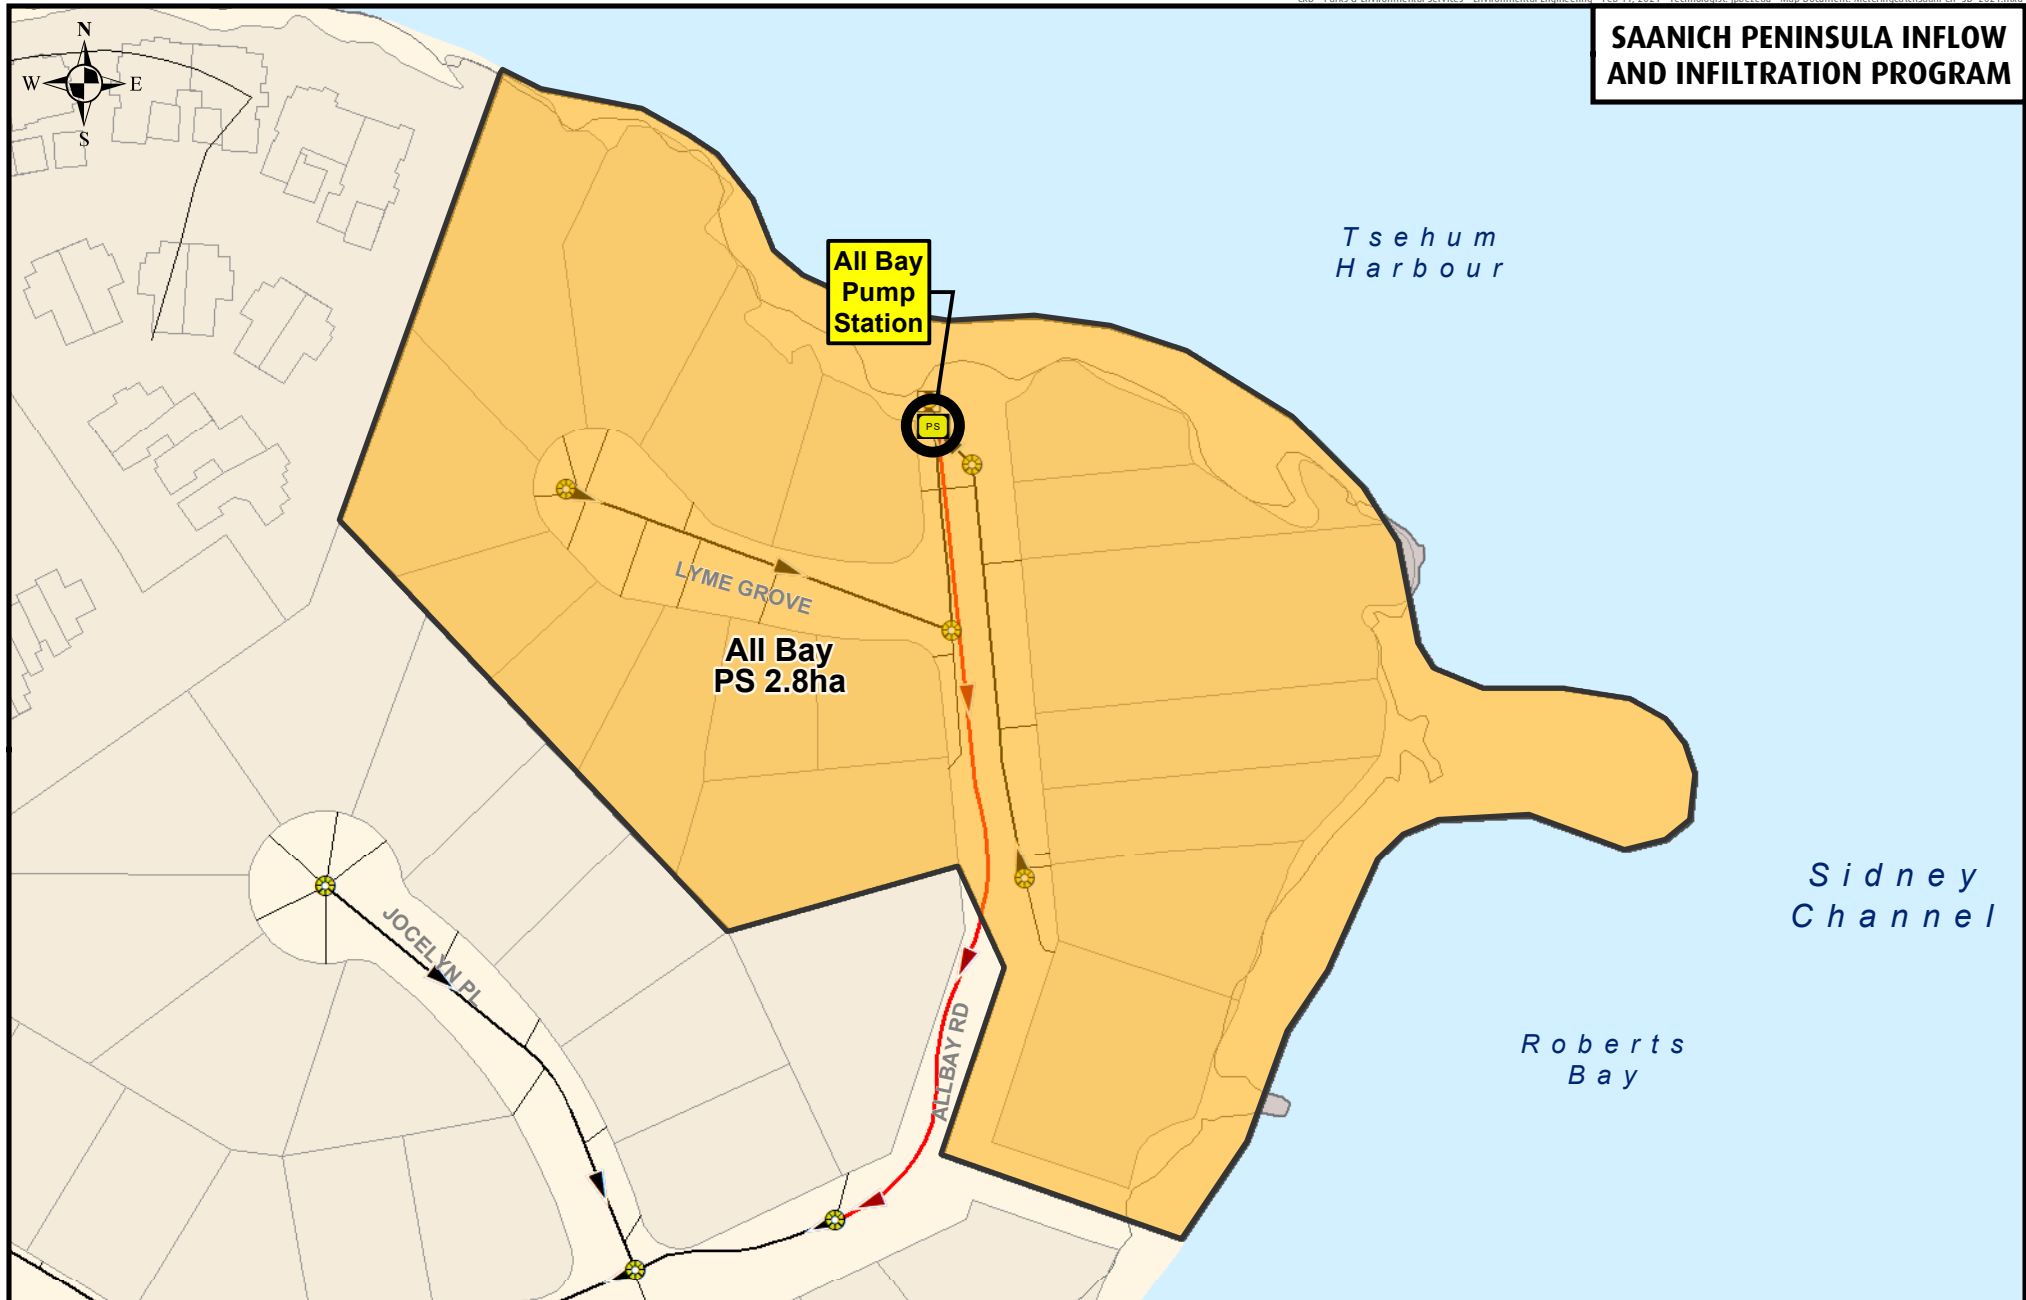 SAANICH PENINSULA INFLOW
AND INFILTRATION PROGRAM
N
W
E
S
Tsehum
Harbour
All Bay
Pump
Station
PS
LYME GROVE
All Bay
PS 2.8ha
JOCELYN PL
ALLBAY RD
Sidney
Channel
Roberts
Bay